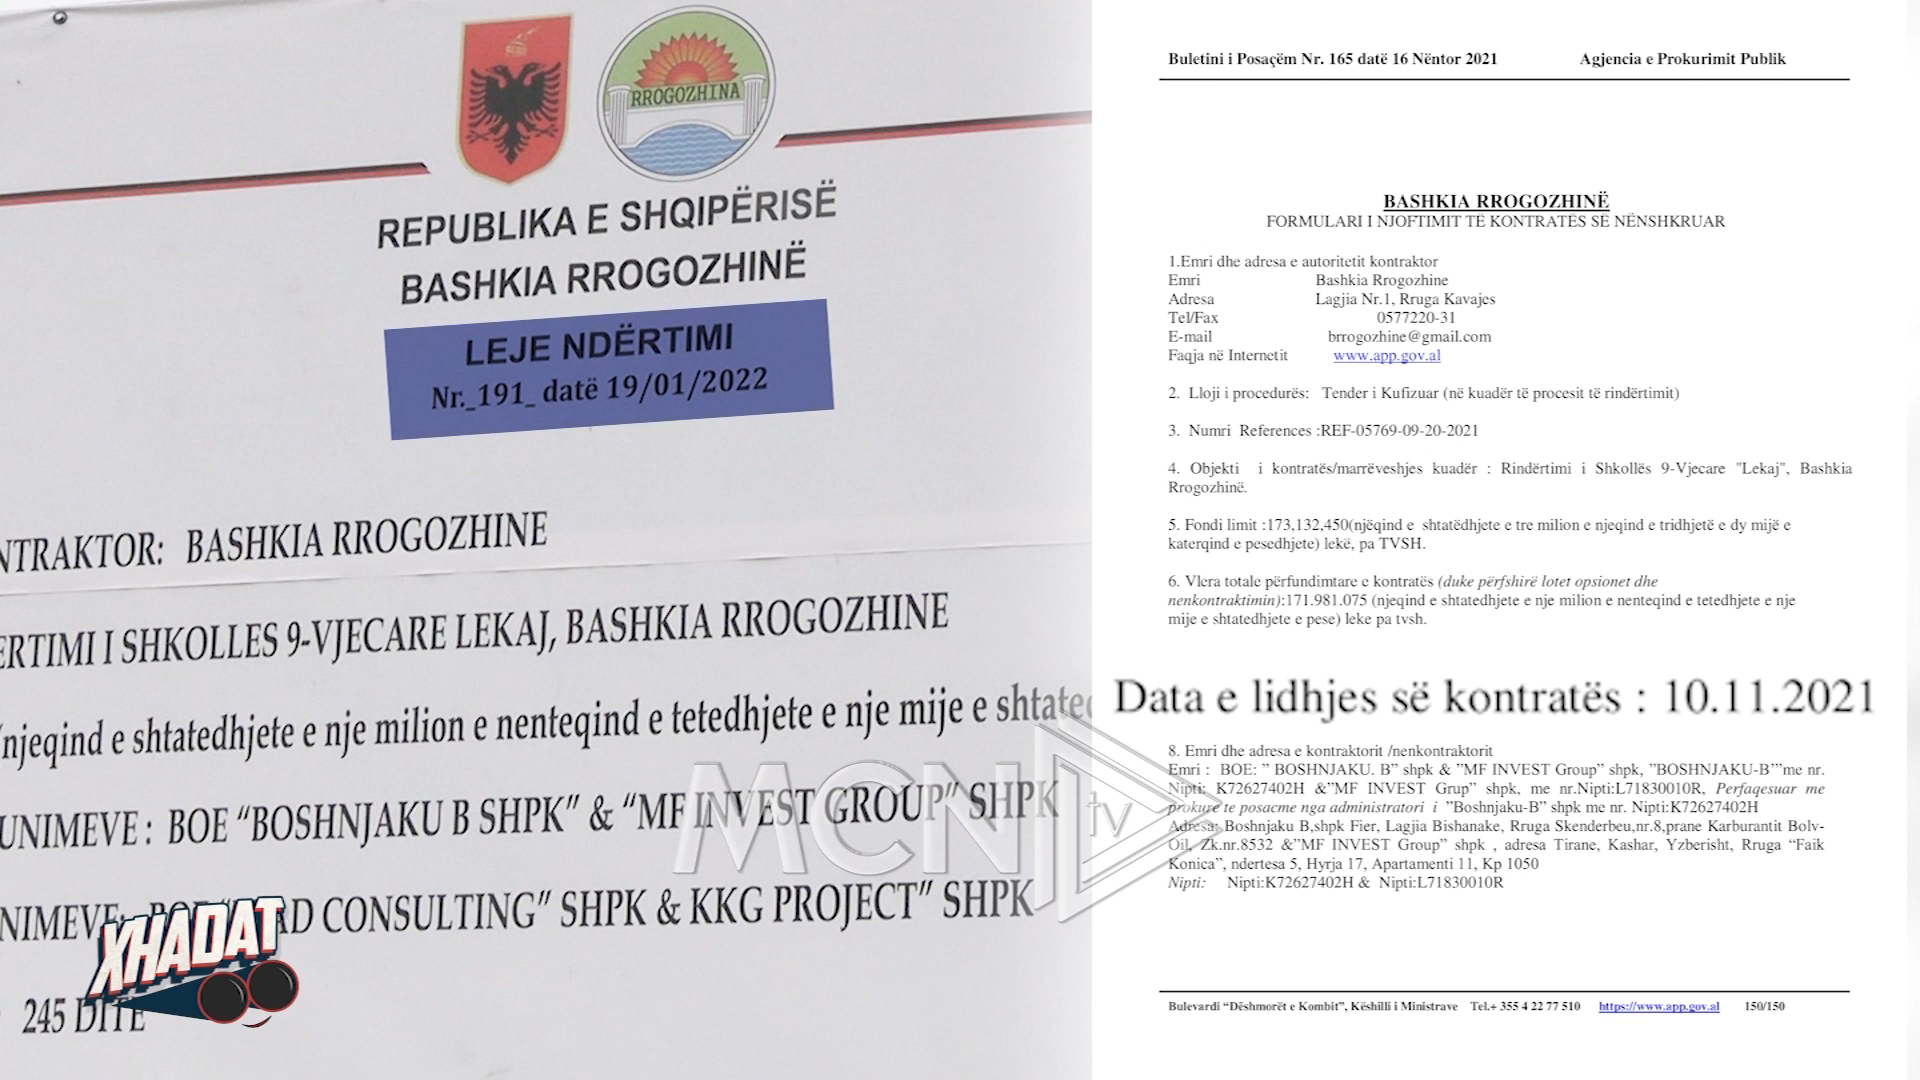 RROGOZHINA
REPUBLIKA E SHQIPËRISË
BASHKIA RROGOZHINË
LEJE NDËRTIMI
Nr._191_ datë 19/01/2022
NTRAKTOR: BASHKIA RROGOZHINE
ERTIMI I SHKOLLES 9-VJECARE LEKAJ, BASHKIA RROGOZHINE
(njeqind e shtatedhjete e nje milion e nenteqind e tetedhjete e nje mije e shtated
UNIMEVE : BOE “BOSHNJAKU B SHPK” & “MF INVEST GROUP” SHPK
NIMEVE: BOE CONSULTING” SHPK & KKG PROJECT” SHPK
245 DITE
XHADAT
MCN tv
Buletini i Posaçëm Nr. 165 datë 16 Nëntor 2021 Agjencia e Prokurimit Publik
BASHKIA RROGOZHINË
FORMULARI I NJOFTIMIT TË KONTRATËS SË NËNSHKRUAR
1.Emri dhe adresa e autoritetit kontraktor
Emri Bashkia Rrogozhine
Adresa Lagjia Nr.1, Rruga Kavajes
Tel/Fax 0577220-31
E-mail brrogozhine@gmail.com
Faqja në Internetit www.app.gov.al
2. Lloji i procedurës: Tender i Kufizuar (në kuadër të procesit të rindërtimit)
3. Numri References :REF-05769-09-20-2021
4. Objekti i kontratës/marrëveshjes kuadër : Rindërtimi i Shkollës 9-Vjecare "Lekaj", Bashkia
Rrogozhinë.
5. Fondi limit :173,132,450(njëqind e shtatëdhjete e tre milion e njeqind e tridhjetë e dy mijë e
katerqind e pesedhjete) lekë, pa TVSH.
6. Vlera totale përfundimtare e kontratës (duke përfshirë lotet opsionet dhe
nenkontraktimin):171.981.075 (njeqind e shtatedhjete e nje milion e nenteqind e tetedhjete e nje
mije e shtatedhjete e pese) leke pa tvsh.
Data e lidhjes së kontratës : 10.11.2021
8. Emri dhe adresa e kontraktorit /nenkontraktorit
Emri : BOE: ” BOSHNJAKU. B” shpk & ”MF INVEST Group” shpk, ”BOSHNJAKU-B’”me nr.
Nipti: K72627402H &”MF INVEST Grup” shpk, me nr.Nipti:L71830010R, Perfaqesuar me
prokure te posacme nga administratori i ”Boshnjaku-B” shpk me nr. Nipti:K72627402H
Adresa: Boshnjaku B,shpk Fier, Lagjia Bishanake, Rruga Skenderbeu,nr.8,prane Karburantit Bolv-
Oil, Zk.nr.8532 &”MF INVEST Group” shpk , adresa Tirane, Kashar, Yzberisht, Rruga “Faik
Konica”, ndertesa 5, Hyrja 17, Apartamenti 11, Kp 1050
Nipti: Nipti:K72627402H & Nipti:L71830010R
Bulevardi “Dëshmorët e Kombit”, Këshilli i Ministrave Tel.+ 355 4 22 77 510 https://www.app.gov.al 150/150